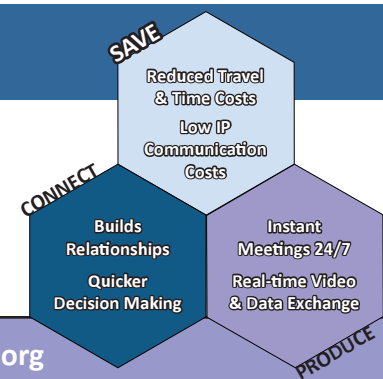 SAVE
Reduced Travel
& Time Costs
Low IP
Communication
Costs
CONNECT
Builds
Relationships
Quicker
Decision Making
Instant
Meetings 24/7
Real-time Video
& Data Exchange
PRODUCE
org